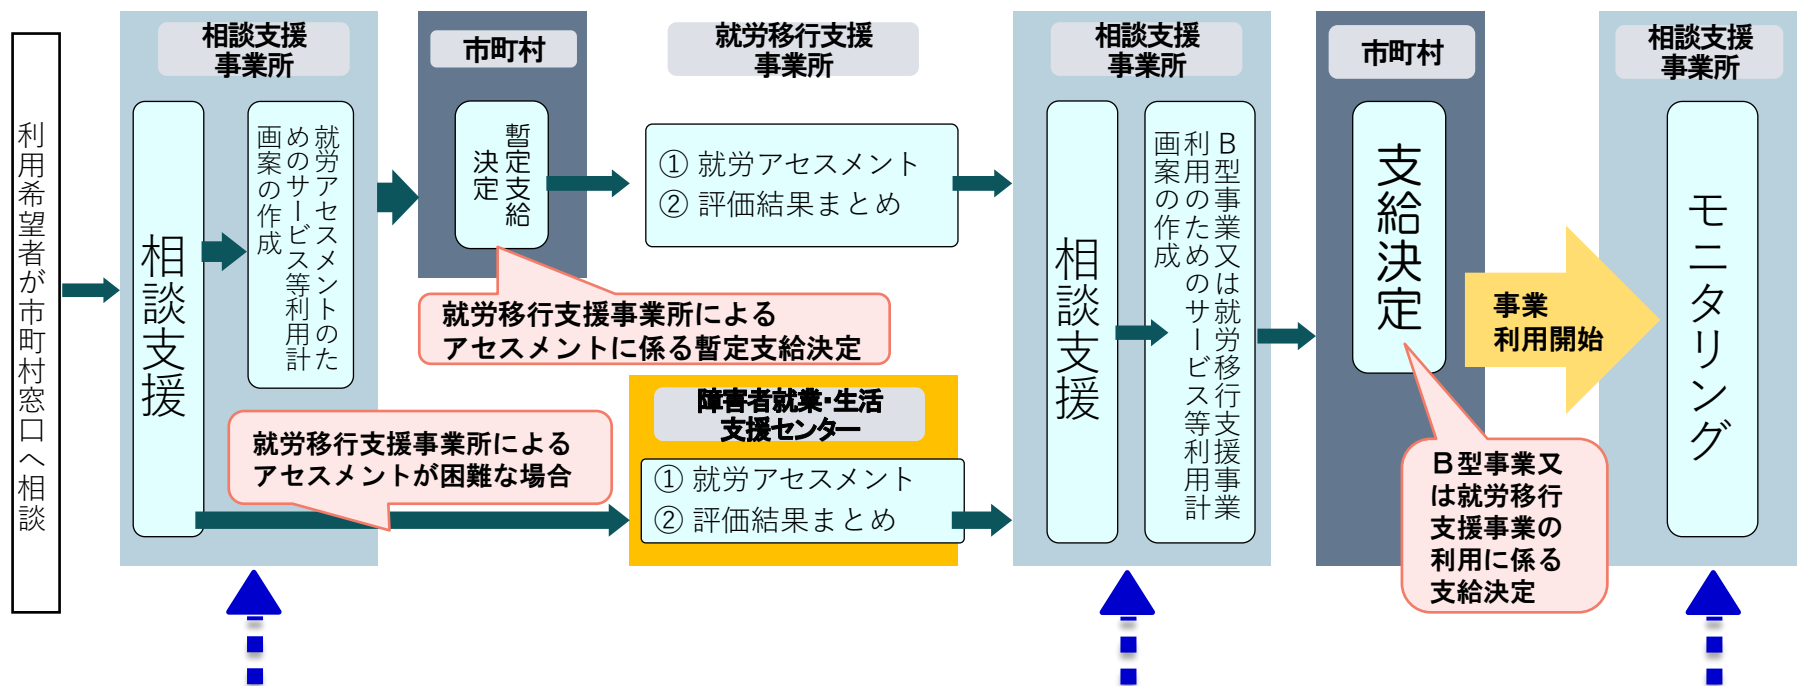 利用希望者が市町村窓口へ相談
相談支援
事業所
相談支援
就労アセスメントのた
めのサービス等利用計
画案の作成
市町村
暫定支給
決定
就労移行支援事業所による
アセスメントに係る暫定支給決定
就労移行支援
事業所
① 就労アセスメント
② 評価結果まとめ
就労移行支援事業所による
アセスメントが困難な場合
障害者就業・生活
支援センター
① 就労アセスメント
② 評価結果まとめ
相談支援
事業所
相談支援
Ｂ型事業又は就労移行支援事業
利用のためのサービス等利用計
画案の作成
市町村
支給決定
Ｂ型事業又
は就労移行
支援事業の
利用に係る
支給決定
事業
利用開始
相談支援
事業所
モニタリング